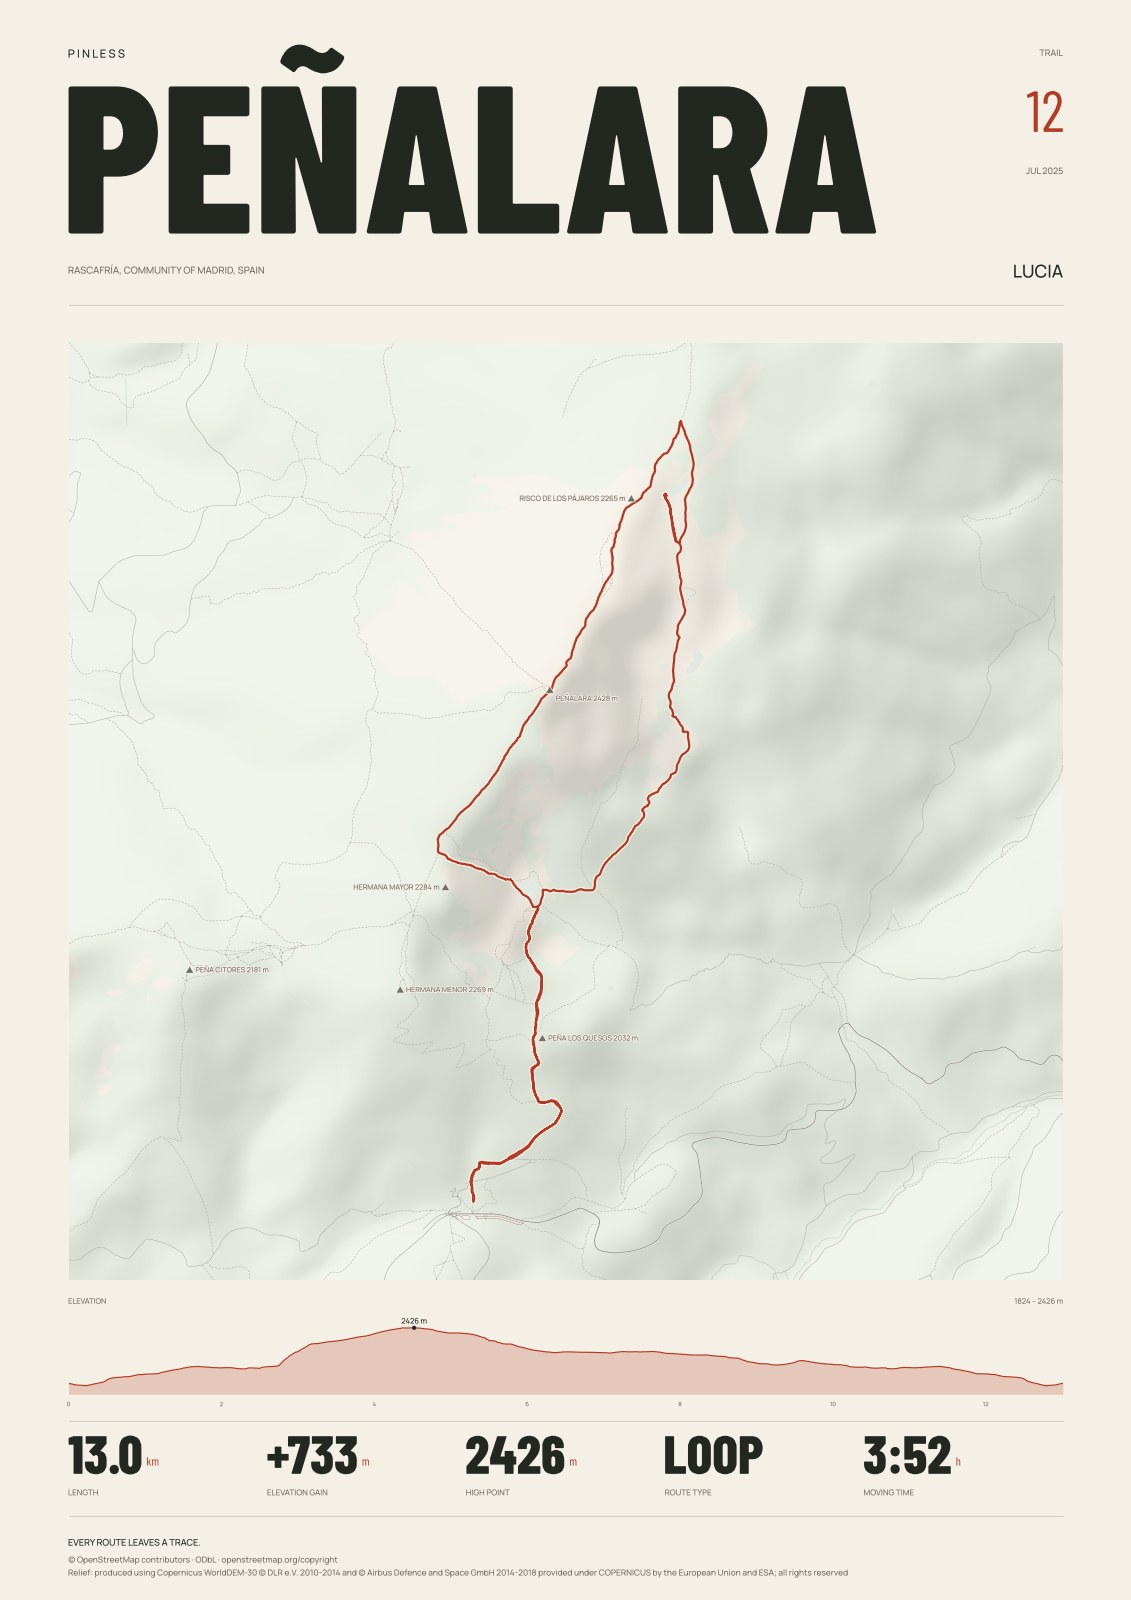 PINLESS
TRAIL
PEÑALARA
12
JUL 2025
RASCAFRÍA, COMMUNITY OF MADRID, SPAIN
LUCIA
RISCO DE LOS PÁJAROS 2265 m
PEÑALARA 2428 m
HERMANA MAYOR 2284 m
PEÑA CITORES 2181 m
HERMANA MENOR 2269 m
PEÑA LOS QUESOS 2032 m
ELEVATION
1824 – 2426 m
2426 m
0 2 4 6 8 10 12
13.0 km
+733 m
2426 m
LOOP
3:52 h
LENGTH
ELEVATION GAIN
HIGH POINT
ROUTE TYPE
MOVING TIME
EVERY ROUTE LEAVES A TRACE.
© OpenStreetMap contributors · ODbL · openstreetmap.org/copyright
Relief: produced using Copernicus WorldDEM-30 © DLR e.V. 2010-2014 and © Airbus Defence and Space GmbH 2014-2018 provided under COPERNICUS by the European Union and ESA; all rights reserved